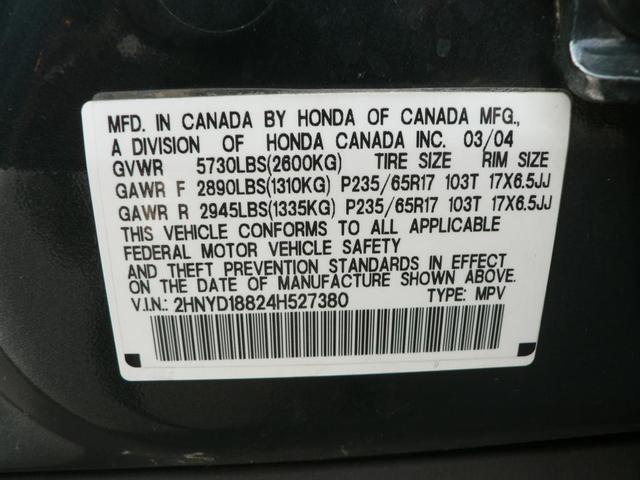 MFD. IN CANADA BY HONDA OF CANADA MFG.,
A DIVISION OF HONDA CANADA INC. 03/04
GVWR 5730LBS(2600KG) TIRE SIZE RIM SIZE
GAWR F 2890LBS(1310KG) P235/65R17 103T 17X6.5JJ
GAWR R 2945LBS(1335KG) P235/65R17 103T 17X6.5JJ
THIS VEHICLE CONFORMS TO ALL APPLICABLE
FEDERAL MOTOR VEHICLE SAFETY
AND THEFT PREVENTION STANDARDS IN EFFECT
ON THE DATE OF MANUFACTURE SHOWN ABOVE.
V.I.N.: 2HNYD18824H527380 TYPE: MPV